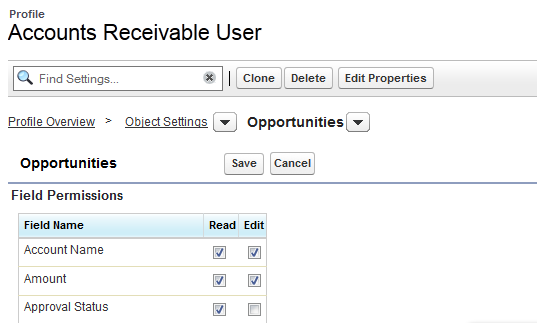 Profile
Accounts Receivable User
Find Settings... Clone Delete Edit Properties
Profile Overview > Object Settings Opportunities
Opportunities Save Cancel
Field Permissions
Field Name Read Edit
Account Name
Amount
Approval Status